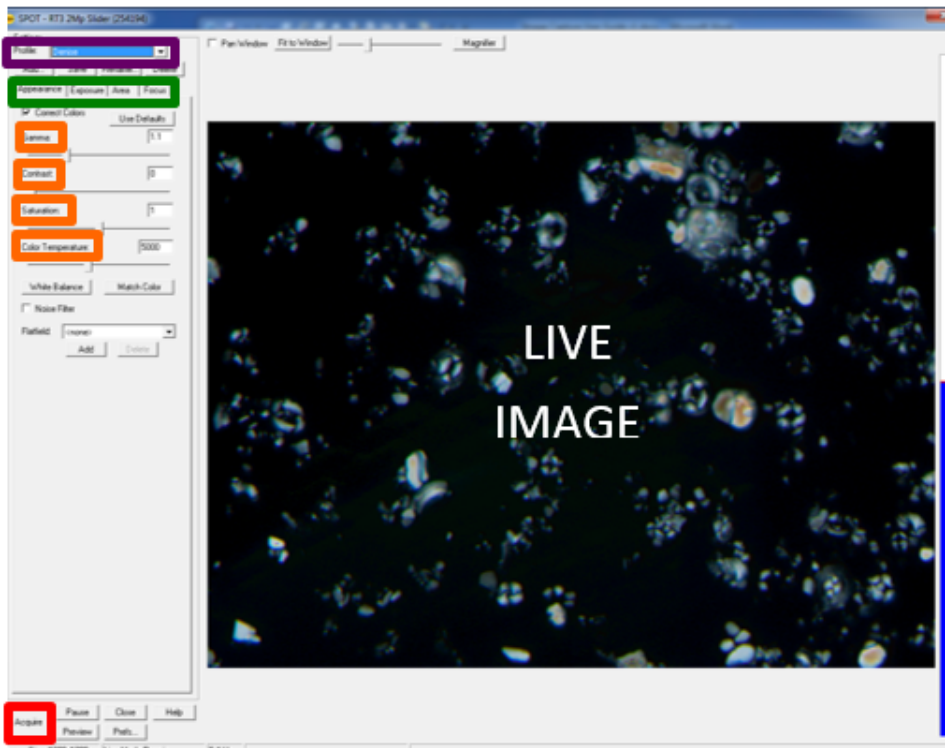 SPOT - RT3 2Mp Slider (254194)
Pan Window Fit to Window Magnifier
Profile:
Add... Save Rename... Delete
Appearance Exposure Area Focus
Correct Colors
Use Defaults
Gamma: 1.1
Contrast: 0
Saturation: 1
Color Temperature: 5000
White Balance Match Color
Noise Filter
Flatfield: <none>
Add Delete
LIVE
IMAGE
Acquire
Pause Close Help
Preview Prefs...